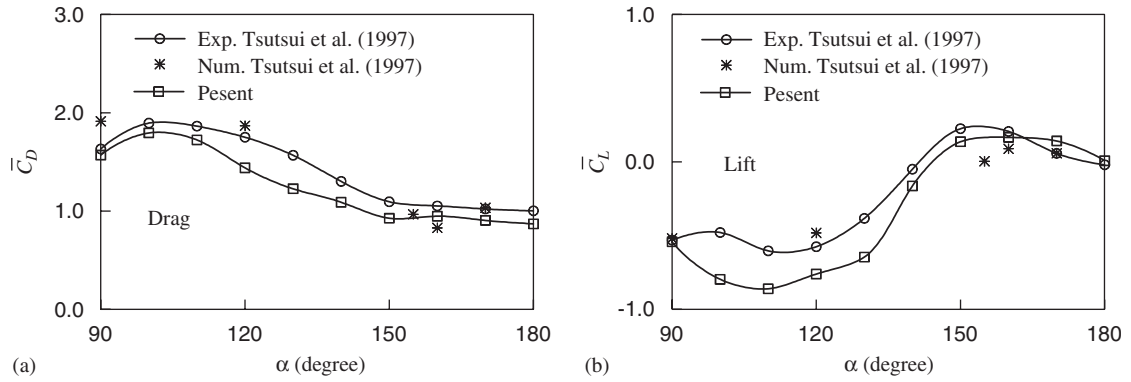 3.0
Exp. Tsutsui et al. (1997)
Num. Tsutsui et al. (1997)
Pesent
2.0
C̄_D
1.0
Drag
0.0
90 120 150 180
(a) α (degree)
1.0
Exp. Tsutsui et al. (1997)
Num. Tsutsui et al. (1997)
Pesent
C̄_L
0.0
Lift
-1.0
90 120 150 180
(b) α (degree)